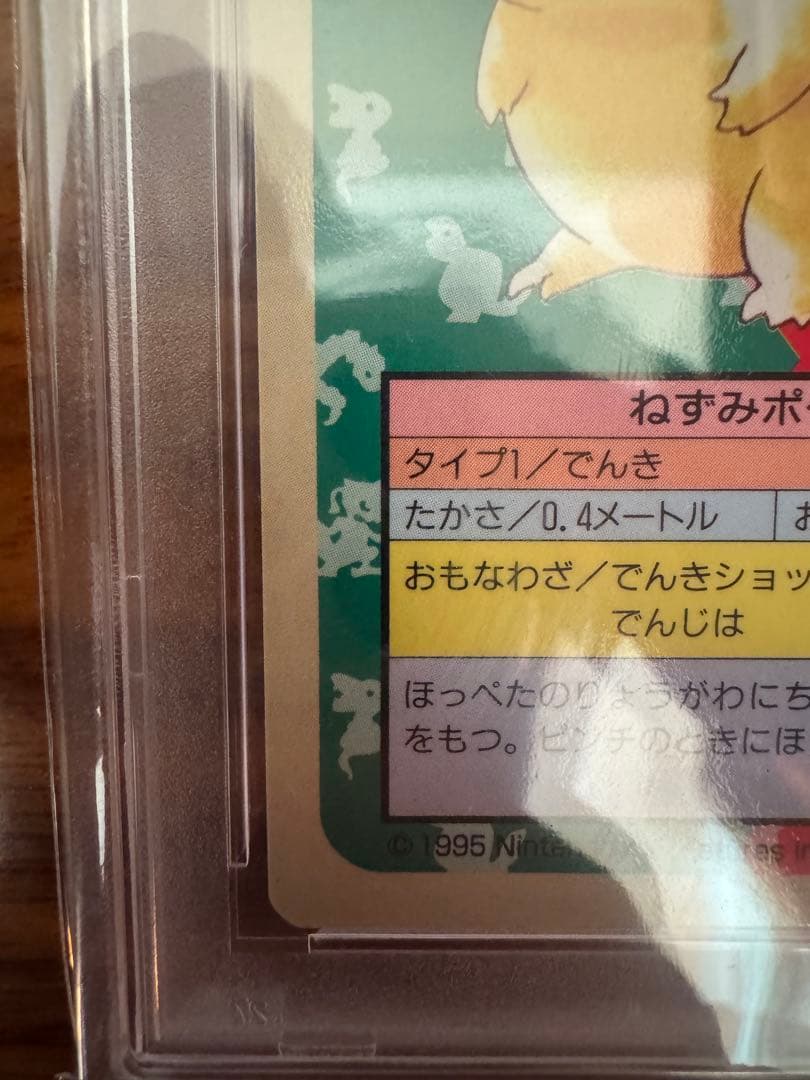 ねずみポ
タイプ1／でんき
たかさ／0.4メートル
おもなわざ／でんきショッ
でんじは
ほっぺたのりょうがわにち
をもつ。ピンチのときにほ
© 1995 Ninten